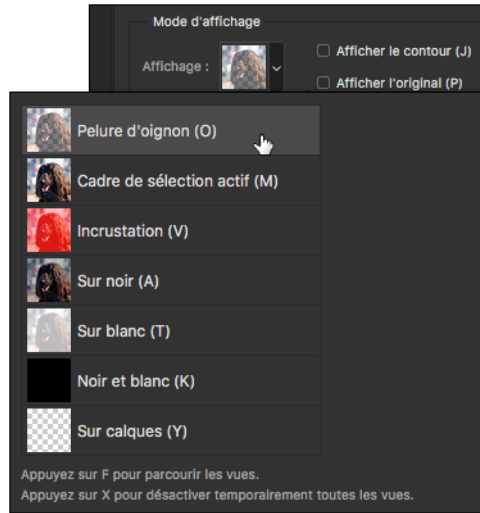 Mode d'affichage
Affichage :
Afficher le contour (J)
Afficher l'original (P)
Pelure d'oignon (O)
Cadre de sélection actif (M)
Incrustation (V)
Sur noir (A)
Sur blanc (T)
Noir et blanc (K)
Sur calques (Y)
Appuyez sur F pour parcourir les vues.
Appuyez sur X pour désactiver temporairement toutes les vues.